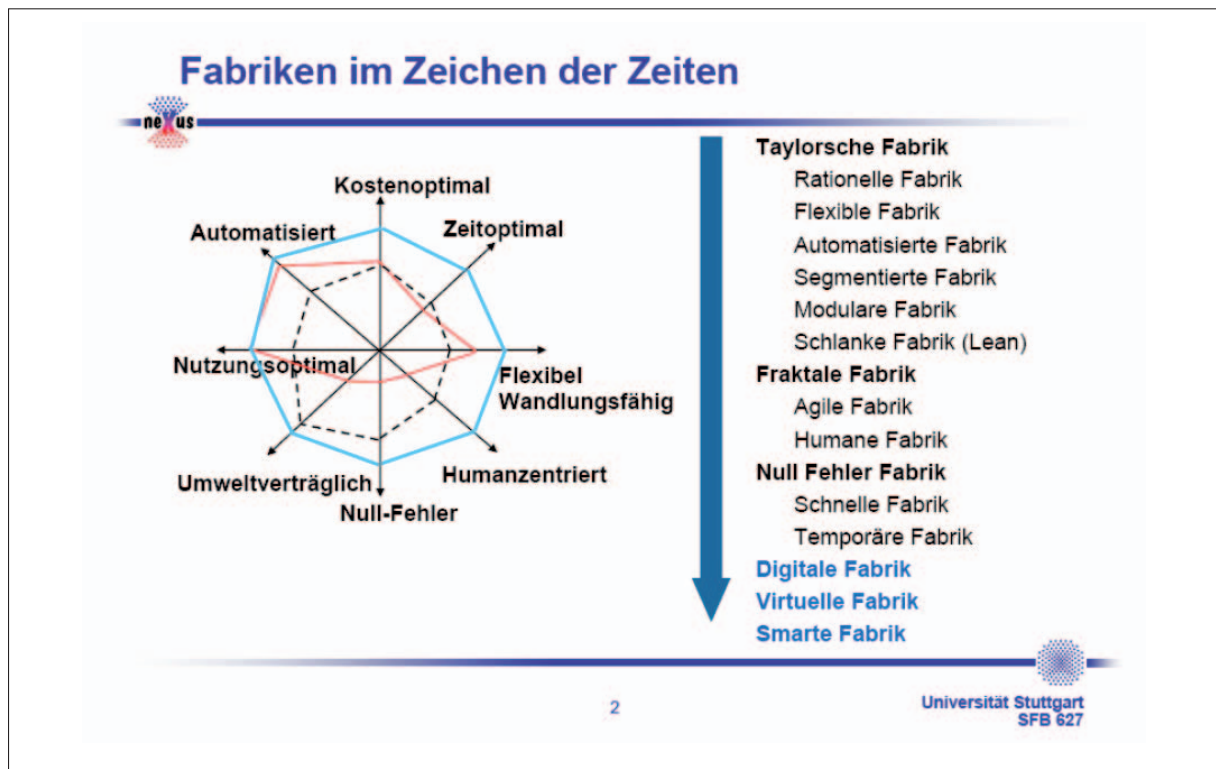 Fabriken im Zeichen der Zeiten
nexus
Kostenoptimal
Automatisiert
Zeitoptimal
Nutzungsoptimal
Flexibel
Wandlungsfähig
Umweltverträglich
Humanzentriert
Null-Fehler
Taylorsche Fabrik
Rationelle Fabrik
Flexible Fabrik
Automatisierte Fabrik
Segmentierte Fabrik
Modulare Fabrik
Schlanke Fabrik (Lean)
Fraktale Fabrik
Agile Fabrik
Humane Fabrik
Null Fehler Fabrik
Schnelle Fabrik
Temporäre Fabrik
Digitale Fabrik
Virtuelle Fabrik
Smarte Fabrik
2
Universität Stuttgart
SFB 627